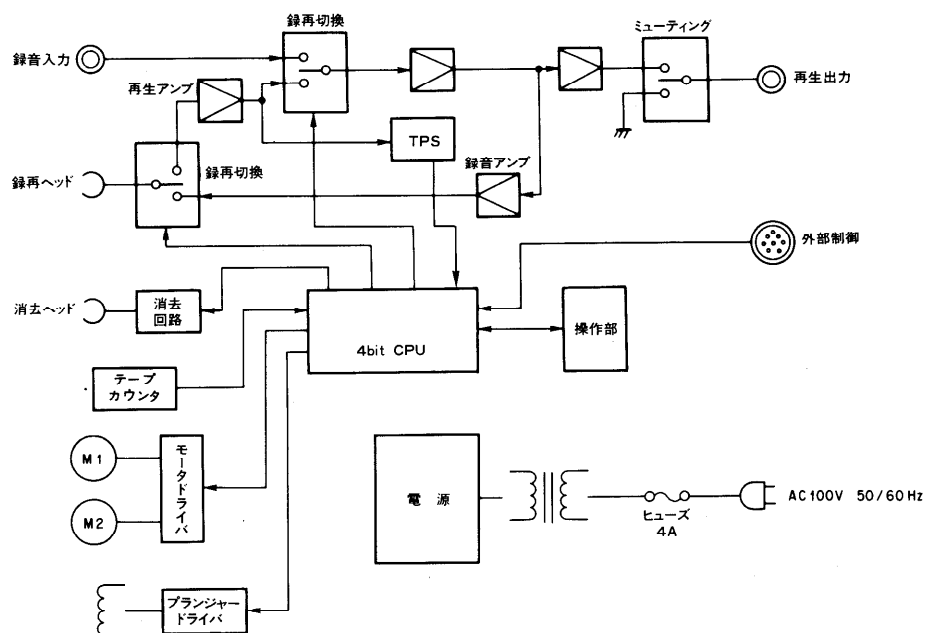 録再切換
ミューティング
録音入力
再生アンプ
再生出力
TPS
録音アンプ
録再切換
録再ヘッド
外部制御
消去ヘッド
消去
回路
4bit CPU
操作部
テープ
カウンタ
M1
モータドライバ
M2
電源
AC100V 50/60Hz
ヒューズ
4A
プランジャー
ドライバ